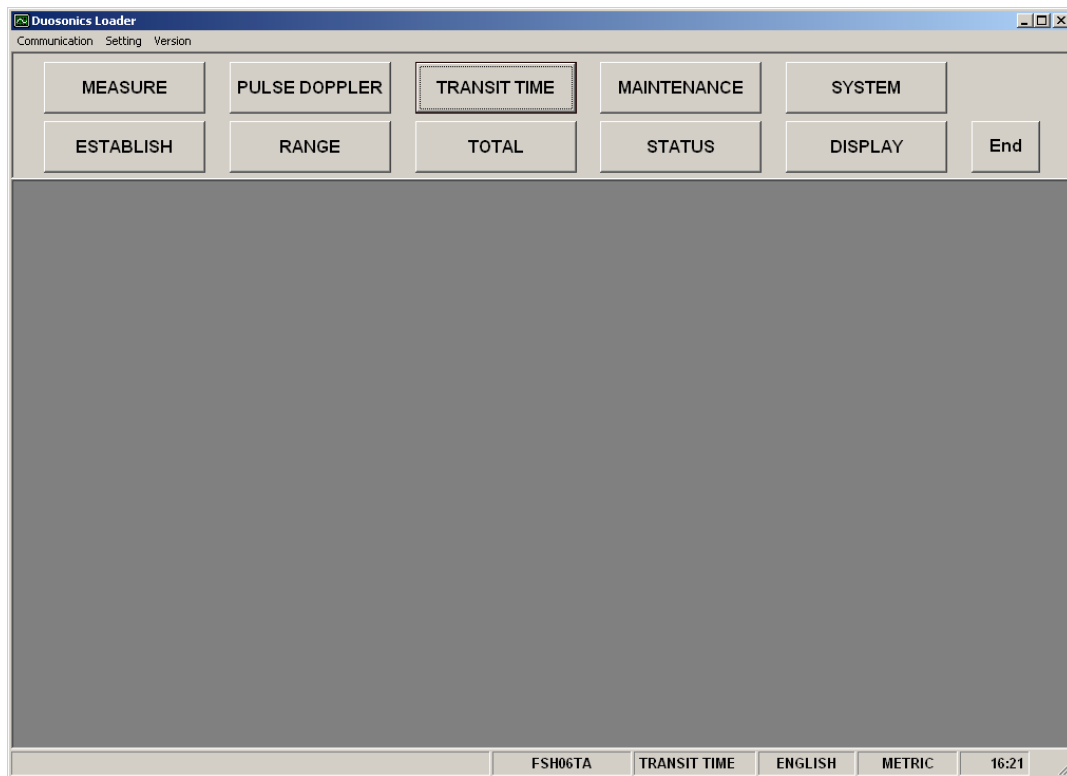 Duosonics Loader
Communication Setting Version
MEASURE PULSE DOPPLER TRANSIT TIME MAINTENANCE SYSTEM
ESTABLISH RANGE TOTAL STATUS DISPLAY End
FSH06TA TRANSIT TIME ENGLISH METRIC 16:21